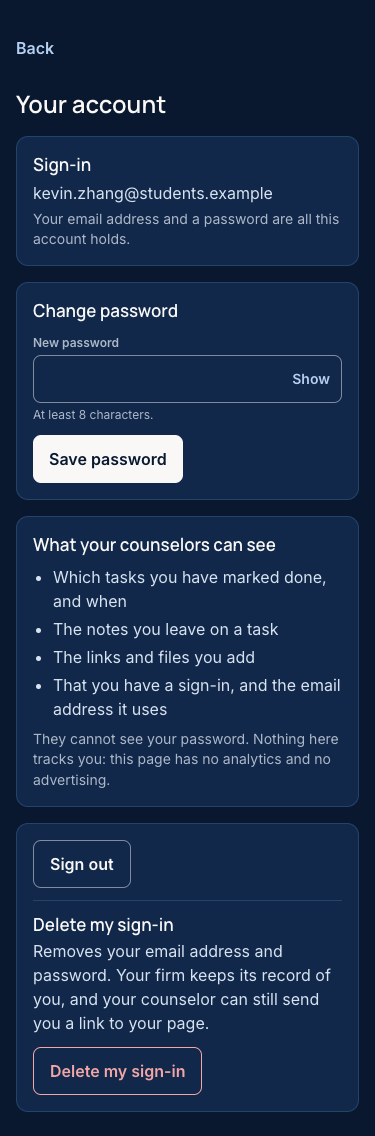 Back
Your account
Sign-in
kevin.zhang@students.example
Your email address and a password are all this
account holds.
Change password
New password
Show
At least 8 characters.
Save password
What your counselors can see
• Which tasks you have marked done,
and when
• The notes you leave on a task
• The links and files you add
• That you have a sign-in, and the email
address it uses
They cannot see your password. Nothing here
tracks you: this page has no analytics and no
advertising.
Sign out
Delete my sign-in
Removes your email address and
password. Your firm keeps its record of
you, and your counselor can still send
you a link to your page.
Delete my sign-in